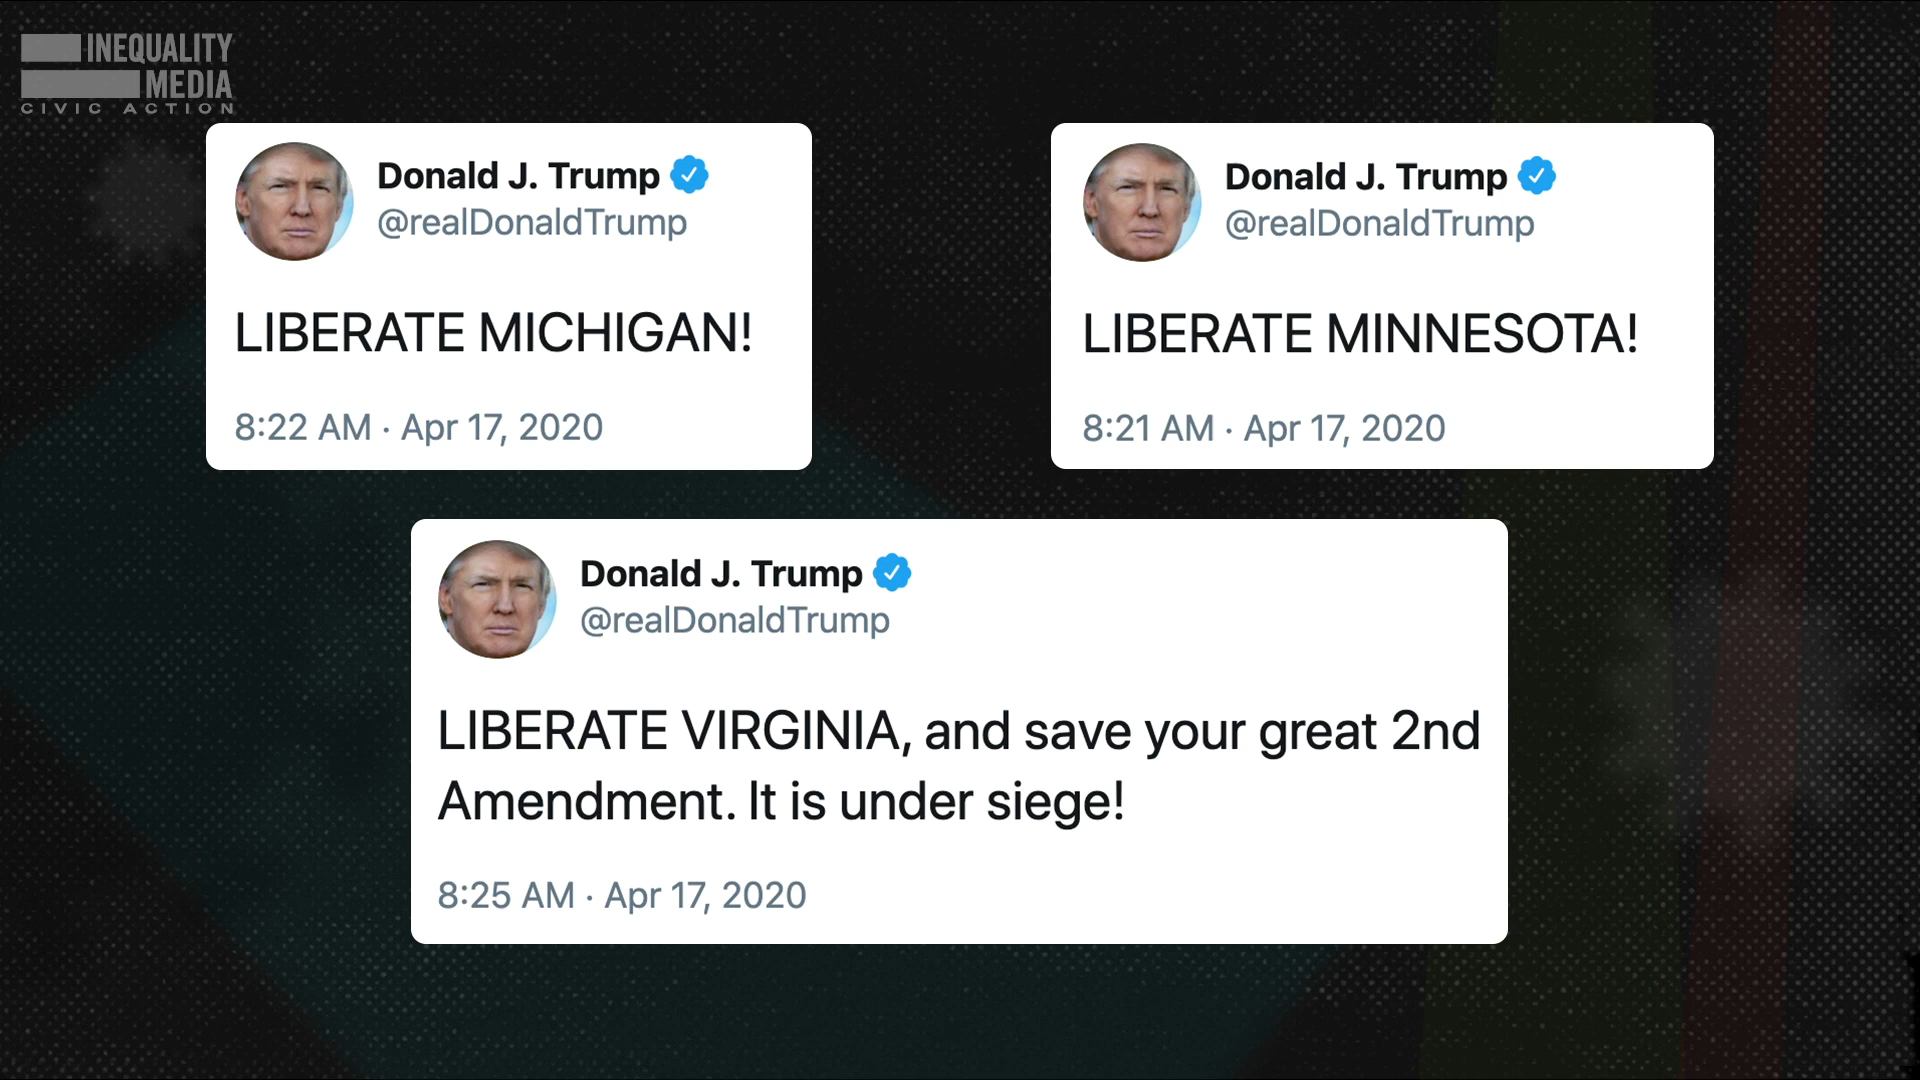 INEQUALITY
MEDIA
CIVIC ACTION
Donald J. Trump
@realDonaldTrump
LIBERATE MICHIGAN!
8:22 AM · Apr 17, 2020
Donald J. Trump
@realDonaldTrump
LIBERATE MINNESOTA!
8:21 AM · Apr 17, 2020
Donald J. Trump
@realDonaldTrump
LIBERATE VIRGINIA, and save your great 2nd
Amendment. It is under siege!
8:25 AM · Apr 17, 2020